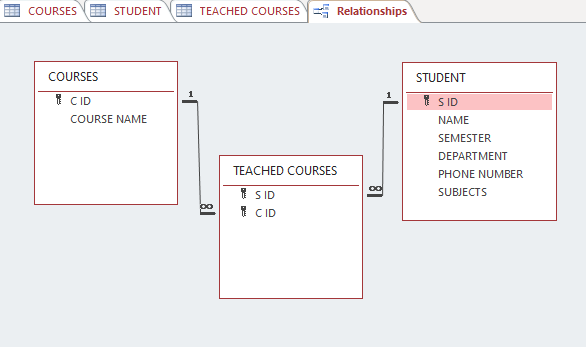 COURSES
STUDENT
TEACHED COURSES
Relationships
COURSES
C ID
COURSE NAME
1
∞
TEACHED COURSES
S ID
C ID
1
∞
STUDENT
S ID
NAME
SEMESTER
DEPARTMENT
PHONE NUMBER
SUBJECTS